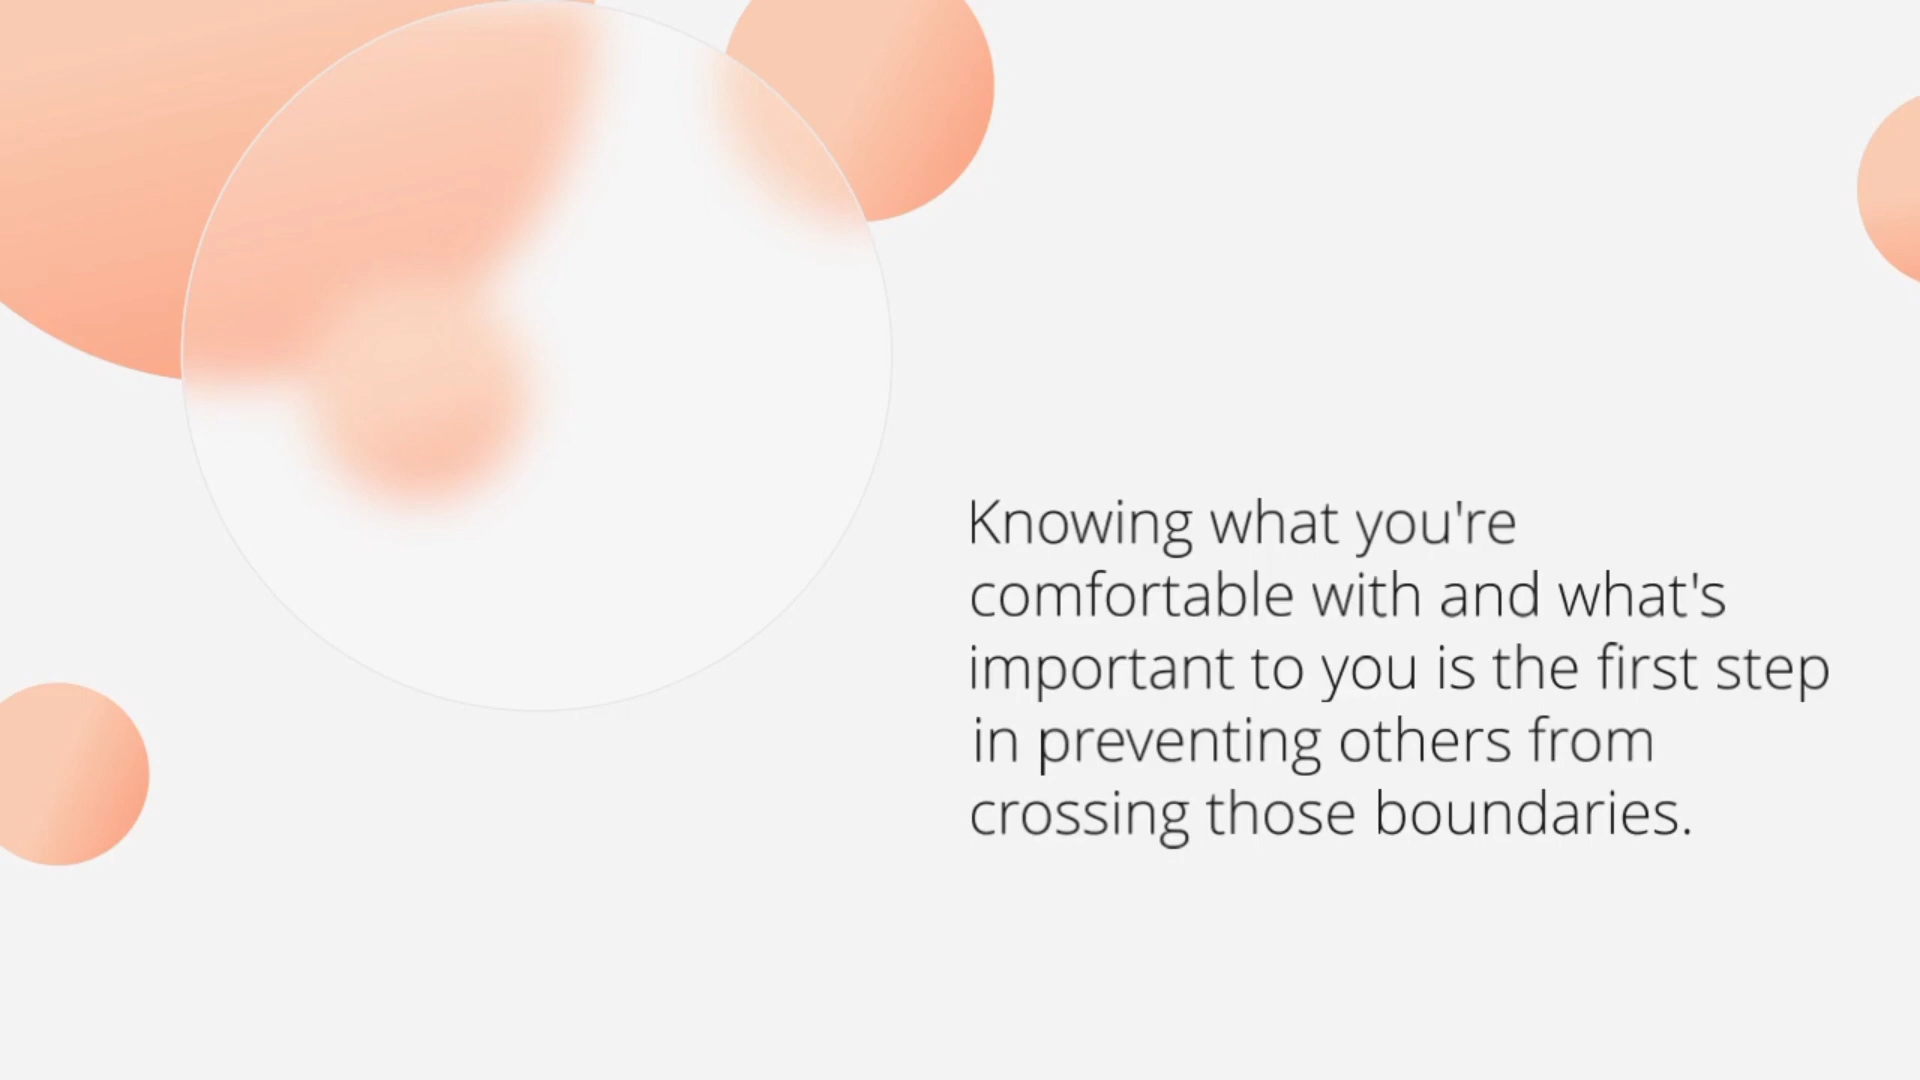 Knowing what you're
comfortable with and what's
important to you is the first step
in preventing others from
crossing those boundaries.